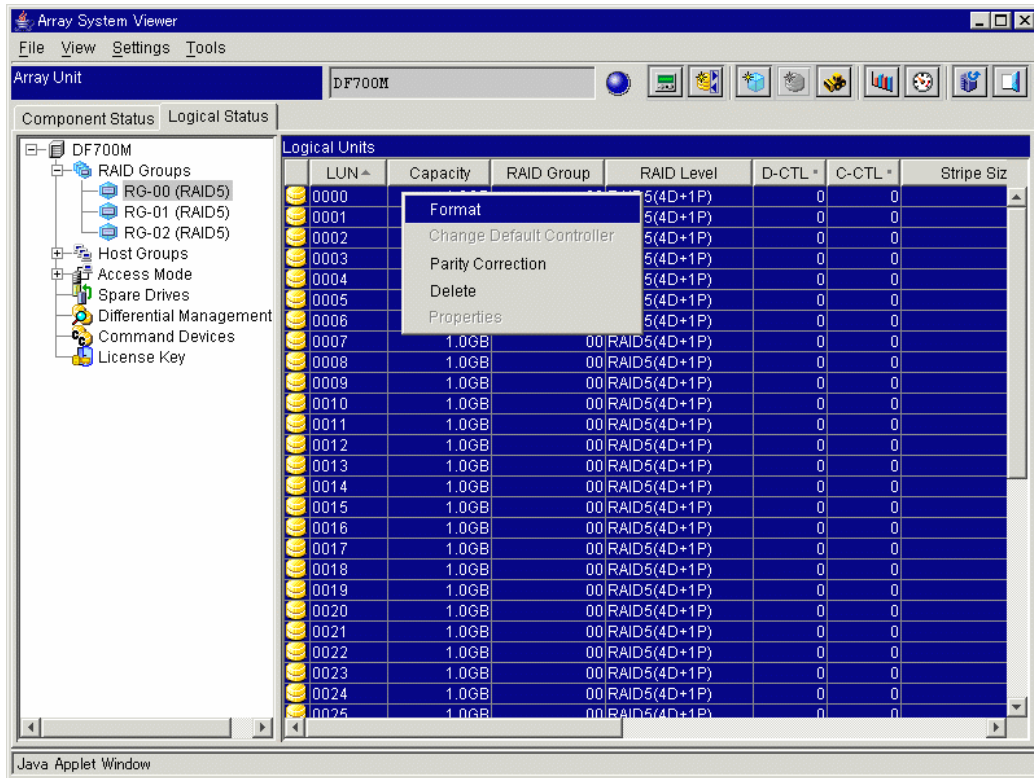 Array System Viewer
File View Settings Tools
Array Unit DF700M
Component Status Logical Status
DF700M
RAID Groups
RG-00 (RAID5)
RG-01 (RAID5)
RG-02 (RAID5)
Host Groups
Access Mode
Spare Drives
Differential Management
Command Devices
License Key
Logical Units
LUN Capacity RAID Group RAID Level D-CTL * C-CTL * Stripe Siz
0000 5(4D+1P) 0 0
0001 5(4D+1P) 0 0
0002 5(4D+1P) 0 0
0003 5(4D+1P) 0 0
0004 5(4D+1P) 0 0
0005 5(4D+1P) 0 0
0006 5(4D+1P) 0 0
Format
Change Default Controller
Parity Correction
Delete
Properties
0007 1.0GB 00 RAID5(4D+1P) 0 0
0008 1.0GB 00 RAID5(4D+1P) 0 0
0009 1.0GB 00 RAID5(4D+1P) 0 0
0010 1.0GB 00 RAID5(4D+1P) 0 0
0011 1.0GB 00 RAID5(4D+1P) 0 0
0012 1.0GB 00 RAID5(4D+1P) 0 0
0013 1.0GB 00 RAID5(4D+1P) 0 0
0014 1.0GB 00 RAID5(4D+1P) 0 0
0015 1.0GB 00 RAID5(4D+1P) 0 0
0016 1.0GB 00 RAID5(4D+1P) 0 0
0017 1.0GB 00 RAID5(4D+1P) 0 0
0018 1.0GB 00 RAID5(4D+1P) 0 0
0019 1.0GB 00 RAID5(4D+1P) 0 0
0020 1.0GB 00 RAID5(4D+1P) 0 0
0021 1.0GB 00 RAID5(4D+1P) 0 0
0022 1.0GB 00 RAID5(4D+1P) 0 0
0023 1.0GB 00 RAID5(4D+1P) 0 0
0024 1.0GB 00 RAID5(4D+1P) 0 0
0025 1.0GB 00 RAID5(4D+1P) 0 0
Java Applet Window